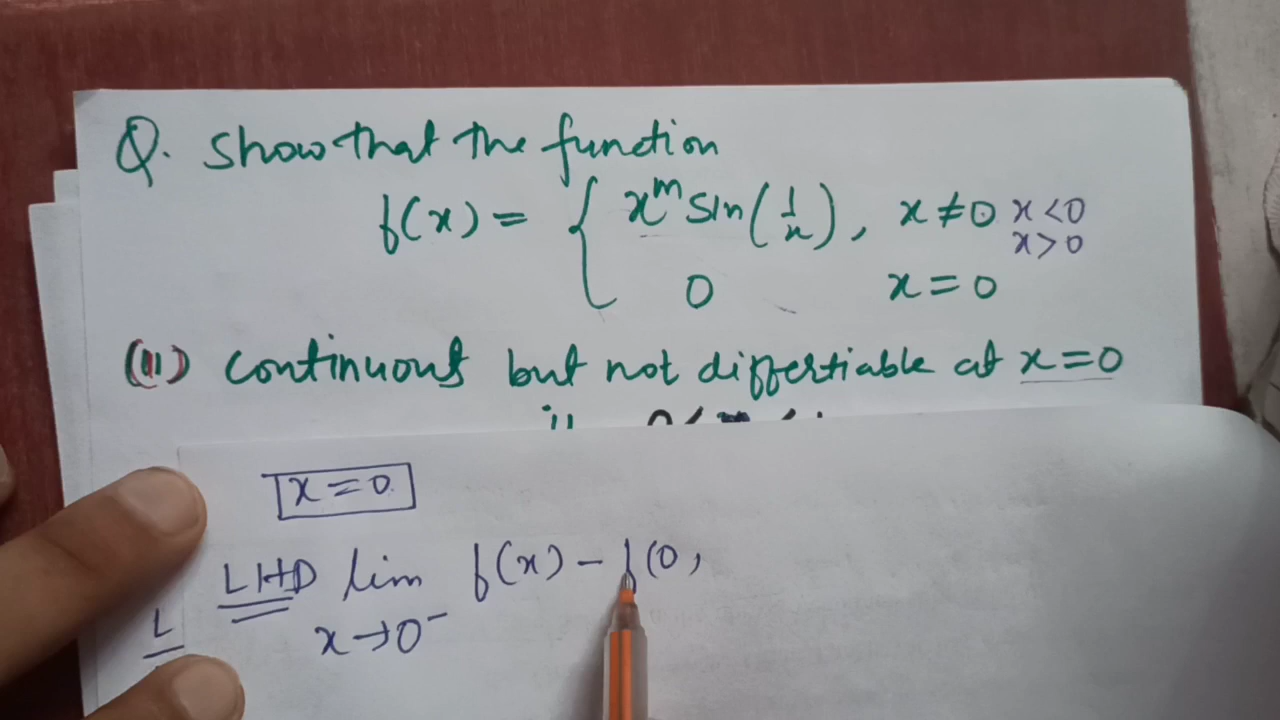 Q. Show that the function
f(x) = { x^m sin(1/x), x ≠ 0 x < 0
x > 0
0 x = 0
(II) continuous but not differtiable at x = 0
x = 0
LHD lim f(x) - f(0,
x→0⁻
L